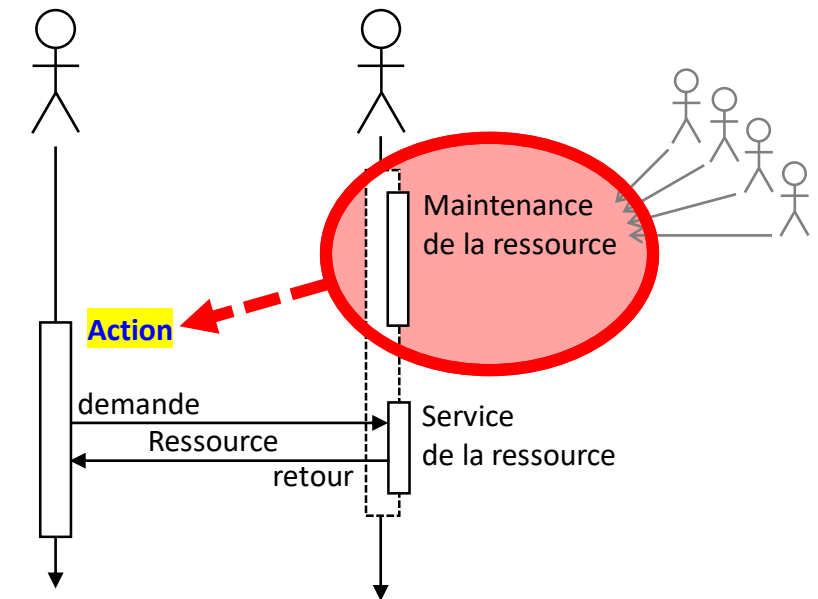 Maintenance
de la ressource
Action
demande
Ressource
retour
Service
de la ressource